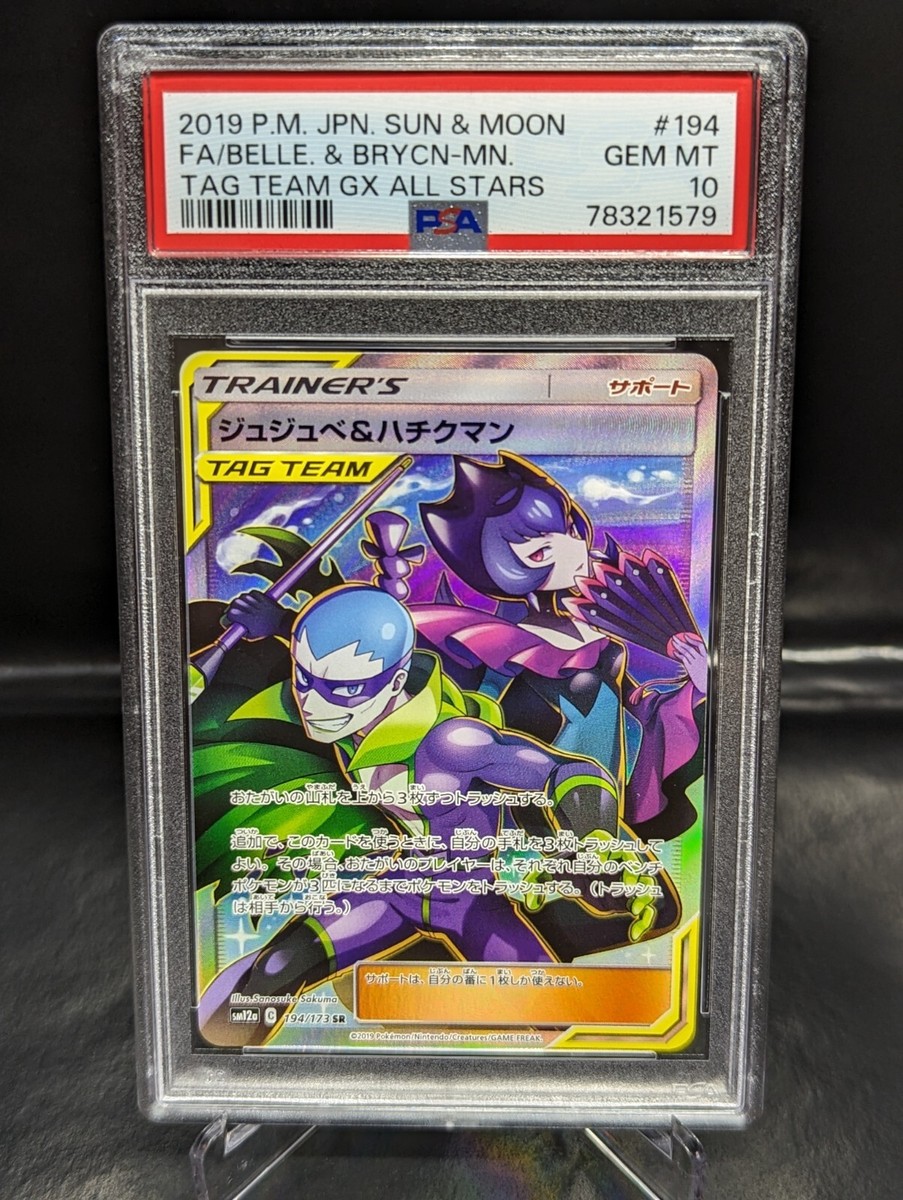 2019 P.M. JPN. SUN & MOON #194
FA/BELLE. & BRYCN-MN. GEM MT
TAG TEAM GX ALL STARS 10
PSA 78321579
TRAINER'S サポート
ジュジュベ&ハチクマン
TAG TEAM
おたがいの山札を上から3枚ずつトラッシュする。
追加で、このカードを使うときに、自分の手札を3枚トラッシュして
よい。その場合、おたがいのプレイヤーは、それぞれ自分のベンチ
ポケモンが3匹になるまでポケモンをトラッシュする。（トラッシュ
は相手から行う。）
サポートは、自分の番に1枚しか使えない。
Illus. Sanosuke Sakuma
sm12a C 194/173 SR
©2019 Pokémon/Nintendo/Creatures/GAME FREAK.
PSA